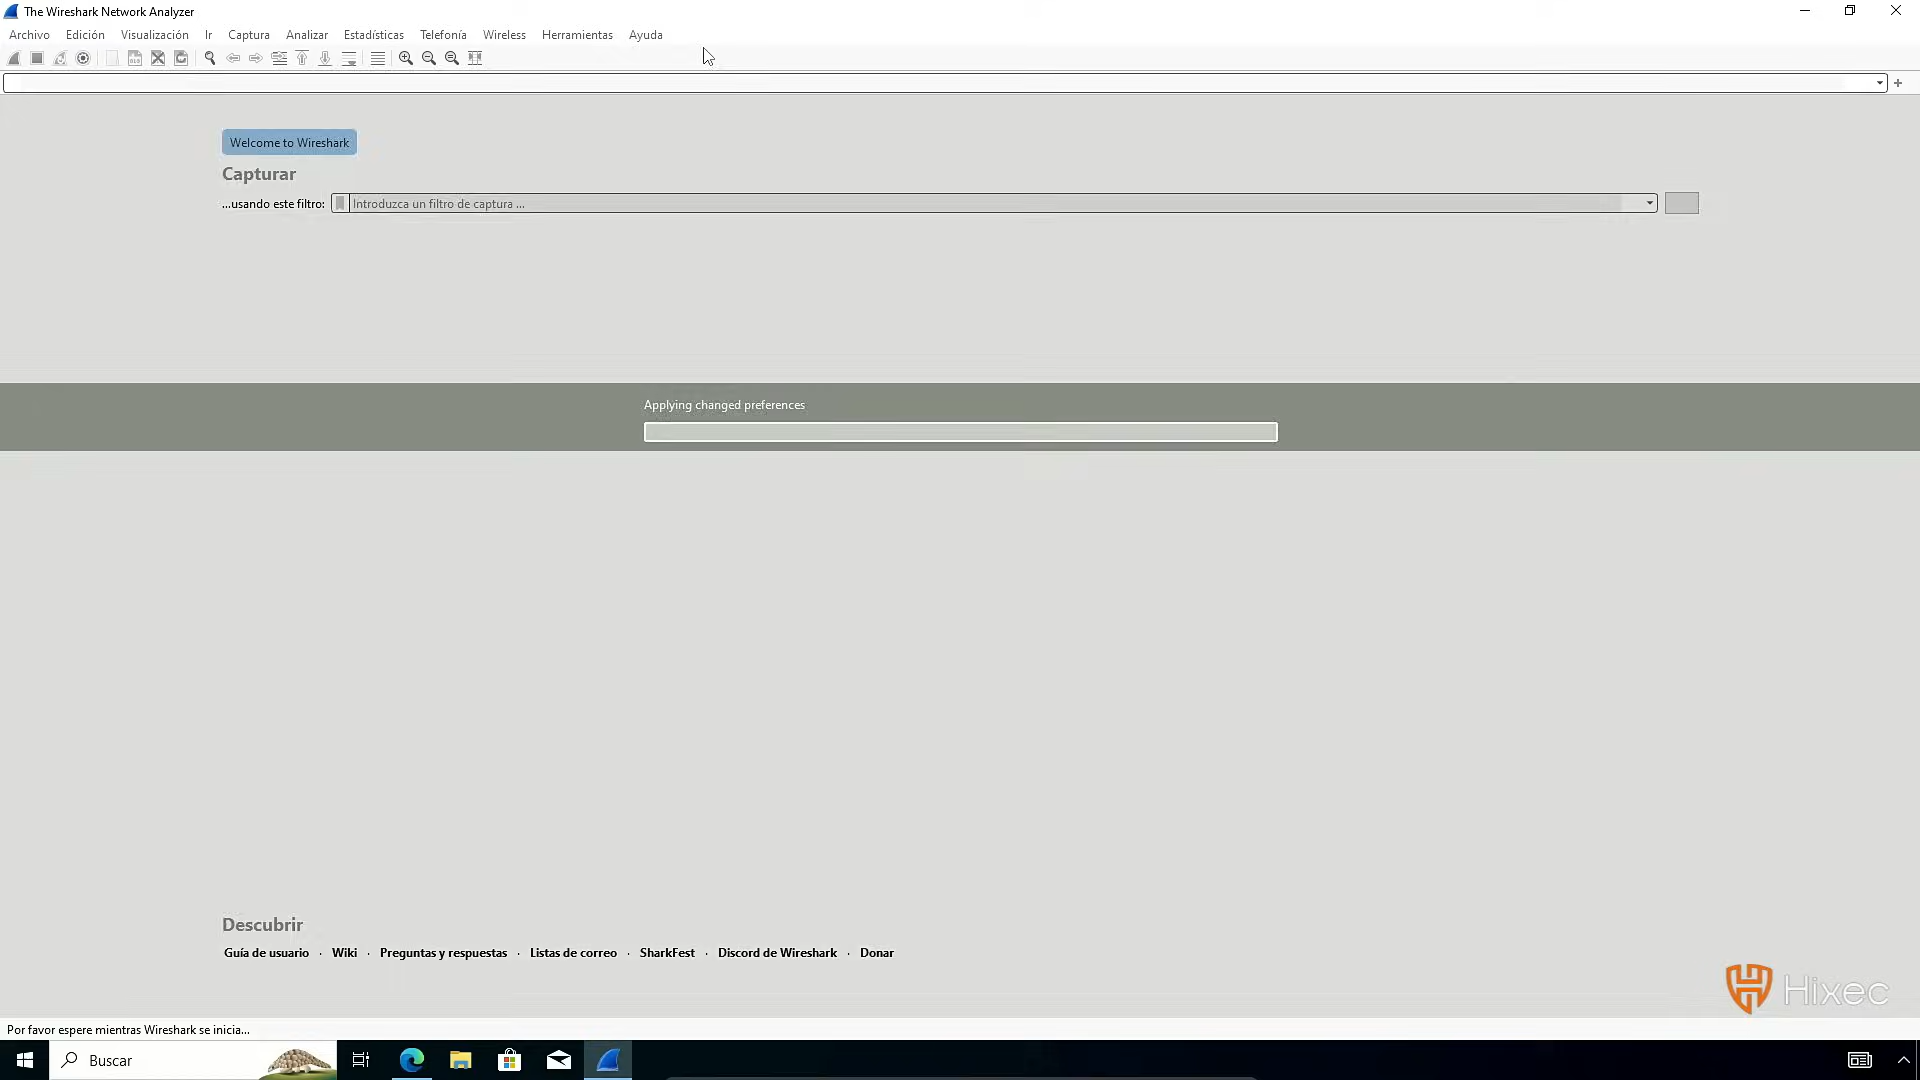 The Wireshark Network Analyzer
Archivo Edición Visualización Ir Captura Analizar Estadísticas Telefonía Wireless Herramientas Ayuda
Welcome to Wireshark
Capturar
...usando este filtro: Introduzca un filtro de captura ...
Applying changed preferences
Descubrir
Guía de usuario · Wiki · Preguntas y respuestas · Listas de correo · SharkFest · Discord de Wireshark · Donar
Hixec
Por favor espere mientras Wireshark se inicia...
Buscar